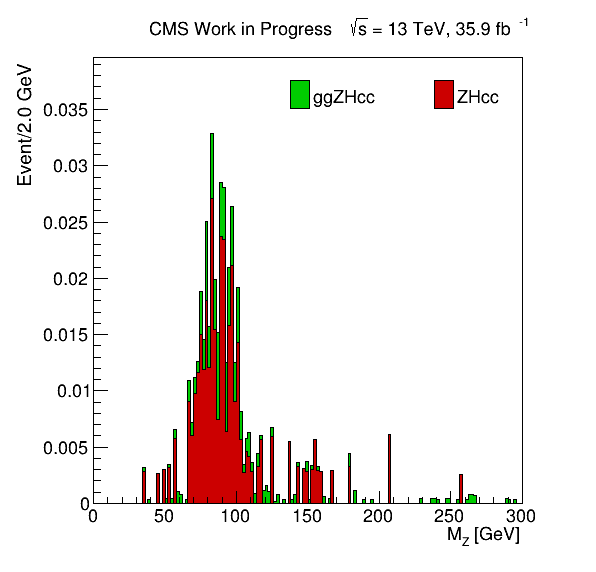 CMS Work in Progress √s = 13 TeV, 35.9 fb -1
Event/2.0 GeV
ggZHcc ZHcc
0.035
0.03
0.025
0.02
0.015
0.01
0.005
0
0 50 100 150 200 250 300
M_Z [GeV]